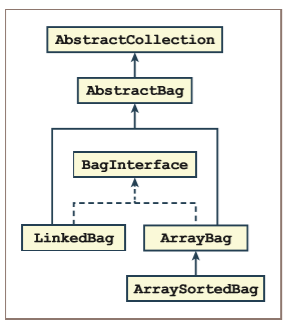 AbstractCollection
AbstractBag
BagInterface
LinkedBag
ArrayBag
ArraySortedBag